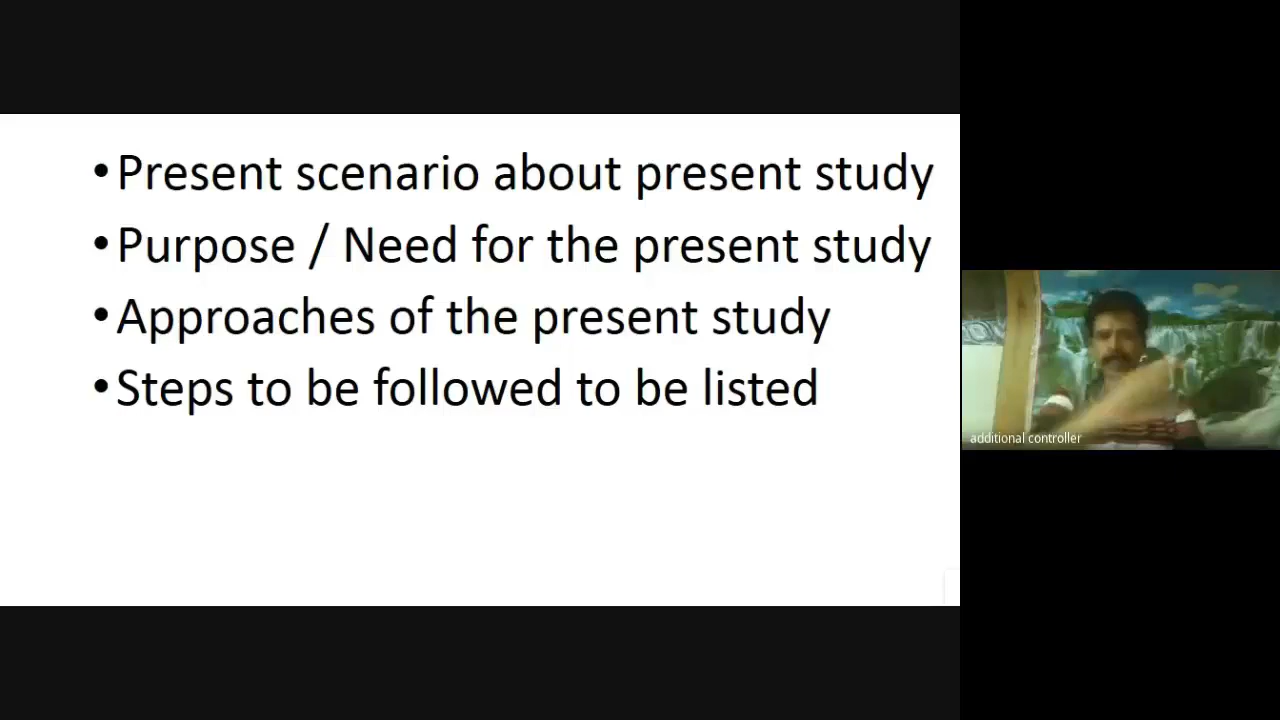 •Present scenario about present study
•Purpose / Need for the present study
•Approaches of the present study
•Steps to be followed to be listed
additional controller